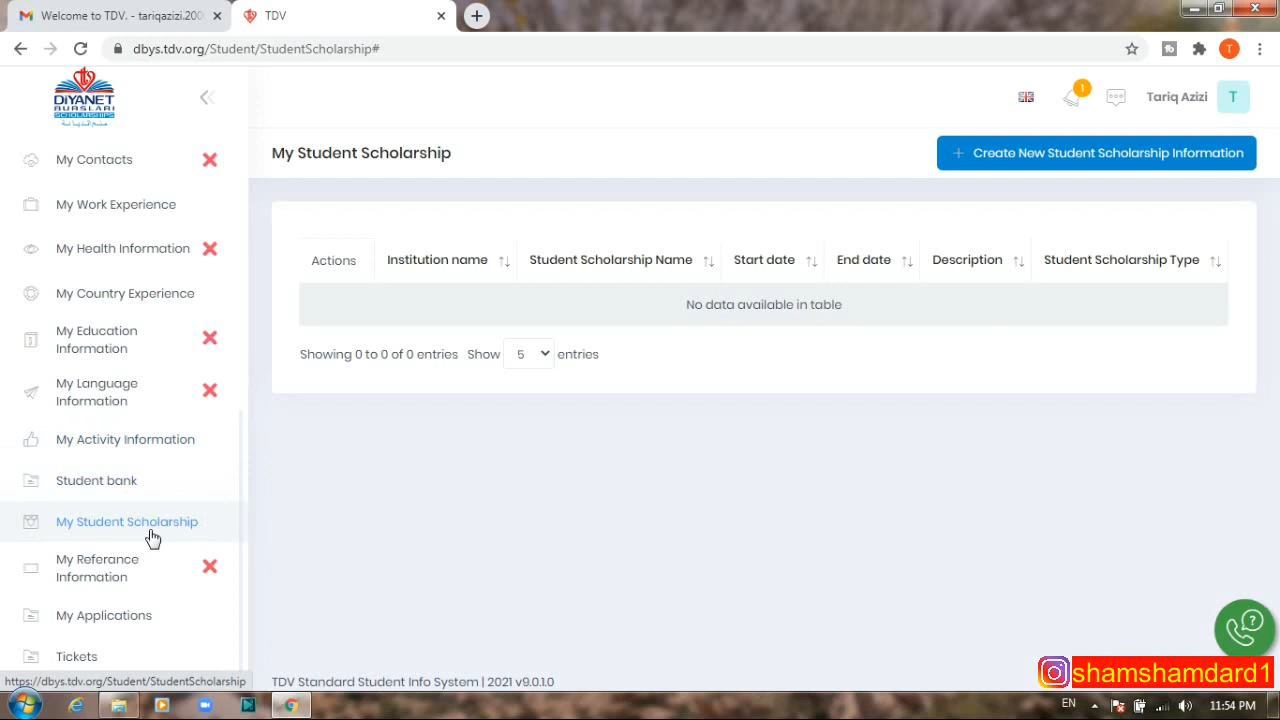 Welcome to TDV. - tariqazizi.200
TDV
dbys.tdv.org/Student/StudentScholarship#
T
DIYANET
BURSLARI
SCHOLARSHIPS
1
Tariq Azizi
T
My Student Scholarship
Create New Student Scholarship Information
My Contacts
My Work Experience
My Health Information
My Country Experience
My Education
Information
My Language
Information
My Activity Information
Student bank
My Student Scholarship
My Referance
Information
My Applications
Tickets
Actions Institution name Student Scholarship Name Start date End date Description Student Scholarship Type
No data available in table
Showing 0 to 0 of 0 entries Show 5 entries
shamshamdard1
https://dbys.tdv.org/Student/StudentScholarship
TDV Standard Student Info System | 2021 v9.0.1.0
EN
11:54 PM